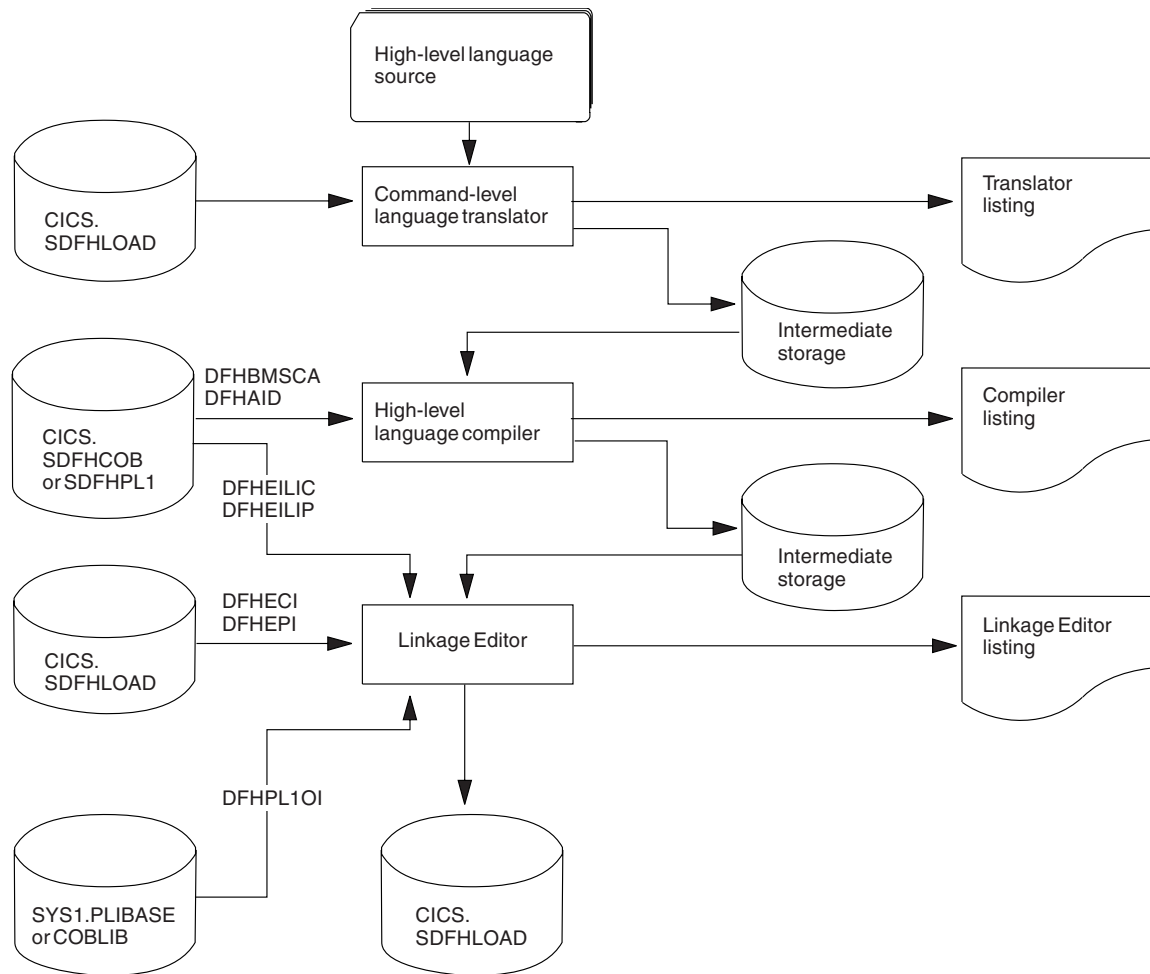 High-level language
source
CICS.
SDFHLOAD
Command-level
language translator
Translator
listing
Intermediate
storage
DFHBMSCA
DFHAID
CICS.
SDFHCOB
or SDFHPL1
High-level
language compiler
Compiler
listing
DFHEILIC
DFHEILIP
Intermediate
storage
DFHECI
DFHEPI
CICS.
SDFHLOAD
Linkage Editor
Linkage Editor
listing
DFHPL1OI
SYS1.PLIBASE
or COBLIB
CICS.
SDFHLOAD